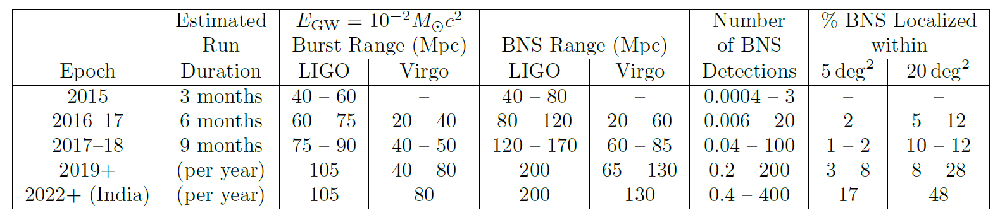 Estimated E_GW = 10^−2 M_⊙c^2 Number % BNS Localized
Run Burst Range (Mpc) BNS Range (Mpc) of BNS within
Epoch Duration LIGO Virgo LIGO Virgo Detections 5 deg^2 20 deg^2
2015 3 months 40 – 60 – 40 – 80 – 0.0004 – 3 – –
2016–17 6 months 60 – 75 20 – 40 80 – 120 20 – 60 0.006 – 20 2 5 – 12
2017–18 9 months 75 – 90 40 – 50 120 – 170 60 – 85 0.04 – 100 1 – 2 10 – 12
2019+ (per year) 105 40 – 80 200 65 – 130 0.2 – 200 3 – 8 8 – 28
2022+ (India) (per year) 105 80 200 130 0.4 – 400 17 48